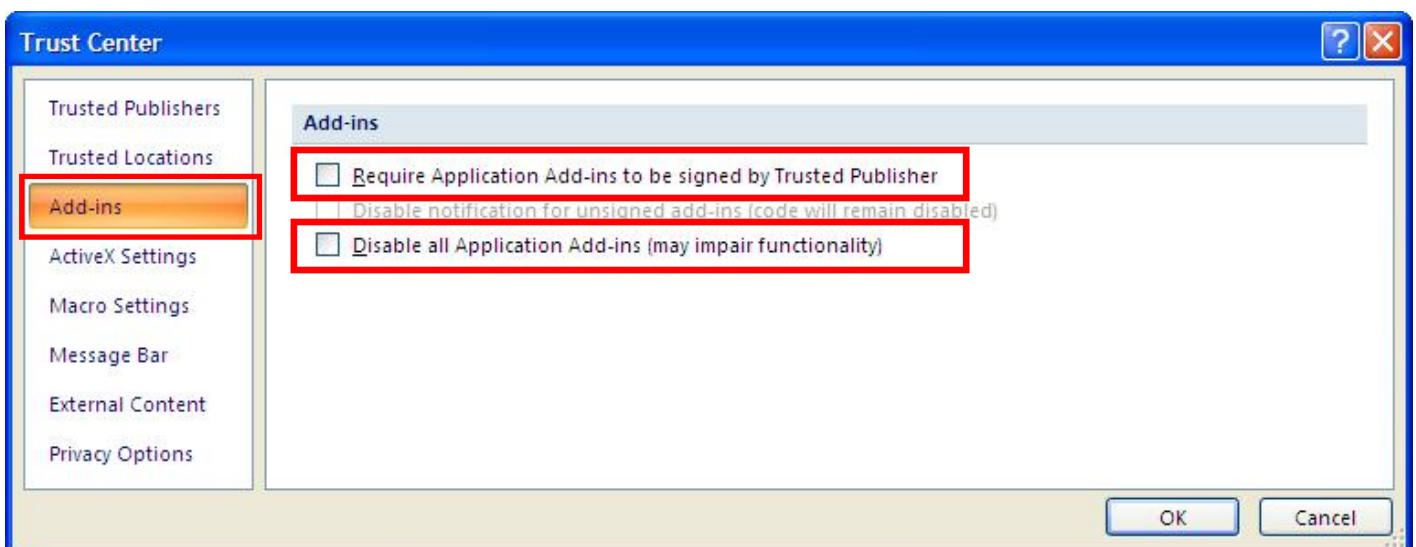 Trust Center
Trusted Publishers
Trusted Locations
Add-ins
ActiveX Settings
Macro Settings
Message Bar
External Content
Privacy Options
Add-ins
Require Application Add-ins to be signed by Trusted Publisher
Disable notification for unsigned add-ins (code will remain disabled)
Disable all Application Add-ins (may impair functionality)
OK
Cancel